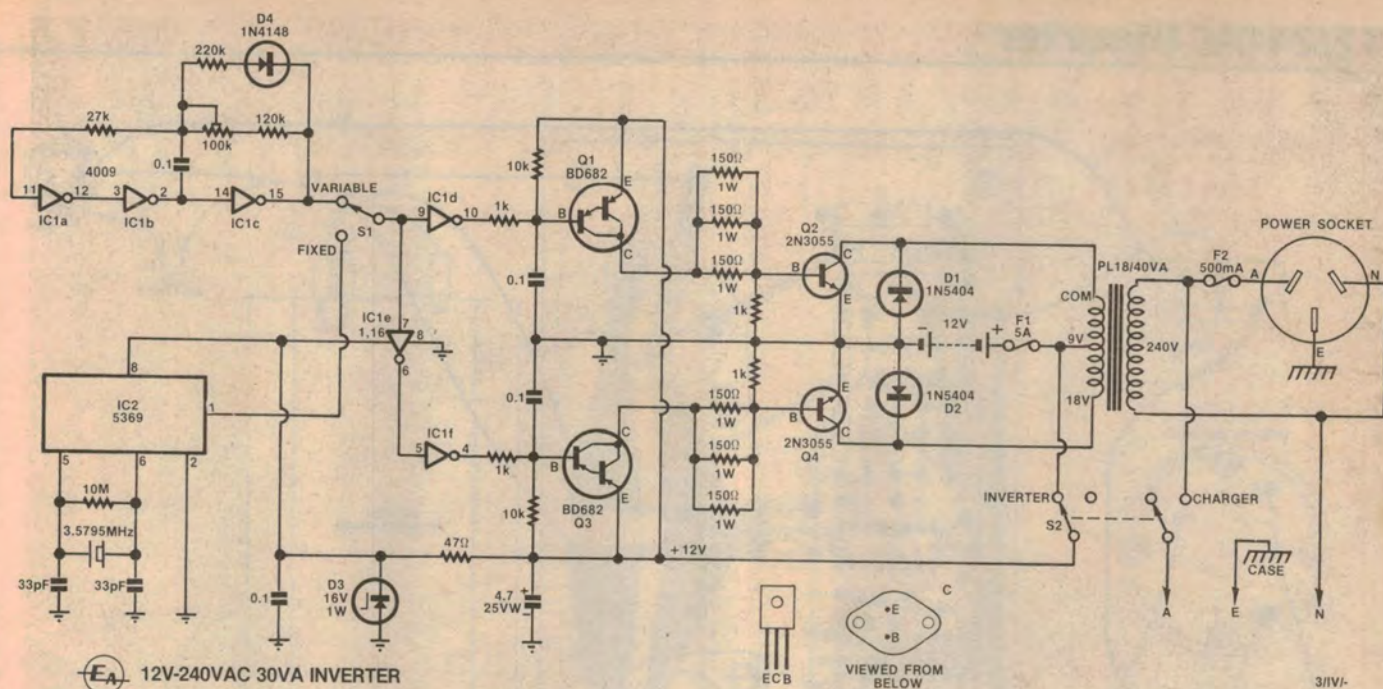 D4
1N4148
220k
27k
100k
120k
0.1
4009
11
12
3
2
14
15
IC1a
IC1b
IC1c
VARIABLE
S1
FIXED
IC1d
9
10
1k
10k
Q1
BD682
E
B
C
0.1
150Ω
1W
150Ω
1W
150Ω
1W
Q2
2N3055
C
B
E
1k
D1
1N5404
COM
PL18/40VA
9V
240V
18V
12V
−
+
F1
5A
F2
500mA
A
POWER SOCKET
N
E
IC1e
1,16
7
8
6
8
IC2
5369
1
5
6
2
10M
3.5795MHz
33pF
33pF
0.1
IC1f
5
4
1k
B
C
E
BD682
Q3
10k
0.1
150Ω
1W
150Ω
1W
150Ω
1W
1k
B
E
C
2N3055
Q4
1N5404
D2
INVERTER
S2
CHARGER
47Ω
+12V
D3
16V
1W
+
4.7
25VW
−
ECB
C
E
B
VIEWED FROM
BELOW
A
E
CASE
N
EA 12V-240VAC 30VA INVERTER
3/IV/-